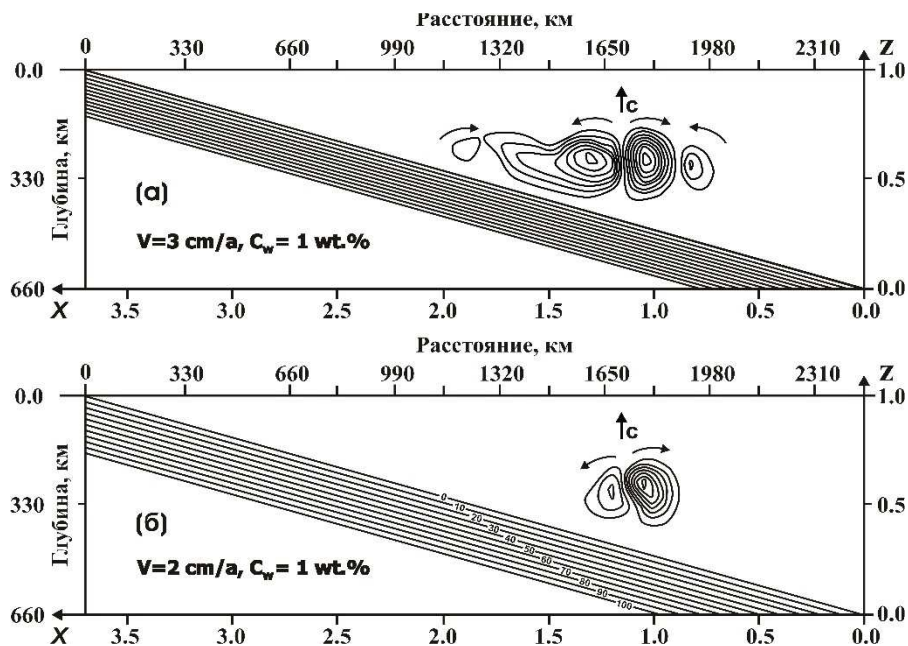 Расстояние, км
0 330 660 990 1320 1650 1980 2310 Z
0.0 1.0
c
330 0.5
Глубина, км
(а)
V=3 cm/a, Cw= 1 wt.%
660 0.0
X 3.5 3.0 2.5 2.0 1.5 1.0 0.5 0.0
Расстояние, км
0 330 660 990 1320 1650 1980 2310 Z
0.0 1.0
c
330 0.5
Глубина, км
0 10 20 30 40 50 60 70 80 90 100
(б)
V=2 cm/a, Cw= 1 wt.%
660 0.0
X 3.5 3.0 2.5 2.0 1.5 1.0 0.5 0.0